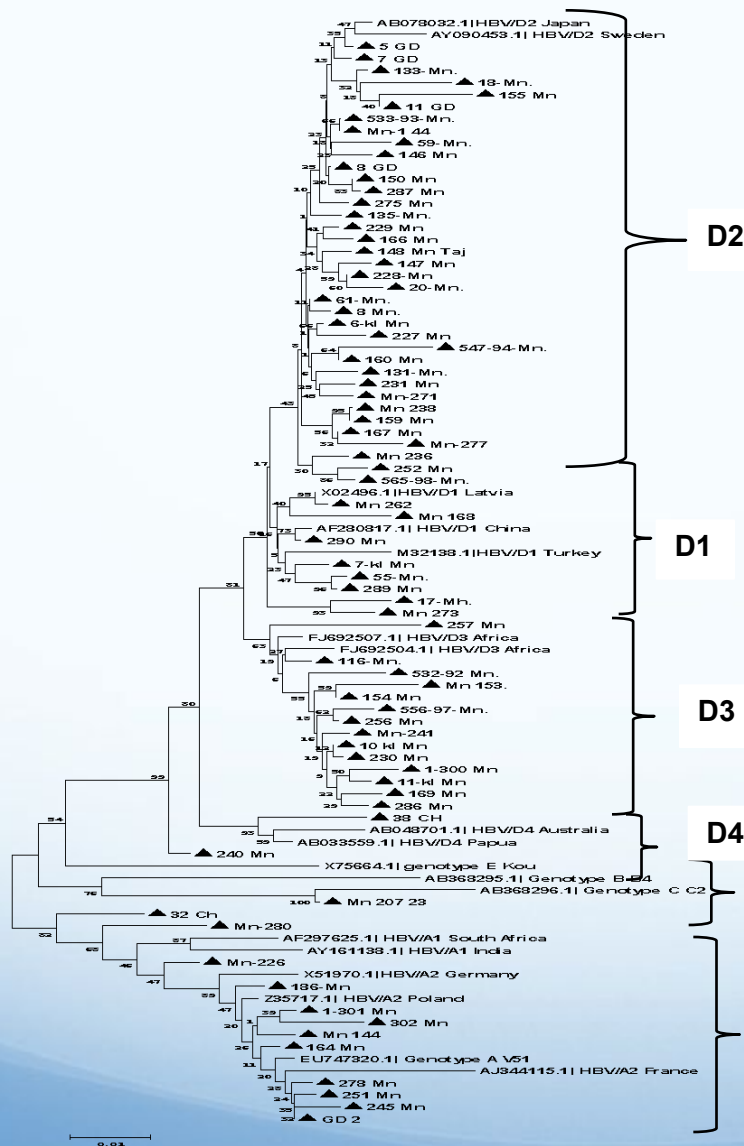 AB078032.1|HBV/D2 Japan
AY090453.1| HBV/D2 Sweden
5 GD
7 GD
133-Mn.
18-Mn.
155 Mn
11 GD
533-93-Mn.
Mn-1 44
59-Mn.
146 Mn
8 GD
150 Mn
287 Mn
275 Mn
135-Mn.
229 Mn
166 Mn
148 Mn Taj
147 Mn
228-Mn
20-Mn.
61-Mn.
8 Mn.
6-kl Mn
227 Mn
547-94-Mn.
160 Mn
131-Mn.
231 Mn
Mn-271
Mn 238
159 Mn
167 Mn
Mn-277
Mn 236
252 Mn
565-98-Mn.
D2
X02496.1|HBV/D1 Latvia
Mn 262
Mn 168
AF280817.1| HBV/D1 China
290 Mn
M32138.1|HBV/D1 Turkey
7-kl Mn
55-Mn.
289 Mn
17-Mh.
Mn 273
D1
257 Mn
FJ692507.1| HBV/D3 Africa
FJ692504.1| HBV/D3 Africa
116-Mn.
532-92 Mn.
Mn 153.
154 Mn
556-97-Mn.
256 Mn
Mn-241
10 kl Mn
230 Mn
1-300 Mn
11-kl Mn
169 Mn
286 Mn
D3
38 CH
AB048701.1| HBV/D4 Australia
AB033559.1| HBV/D4 Papua
240 Mn
D4
X75664.1| genotype E Kou
AB368295.1| Genotype B B4
AB368296.1| Genotype C C2
Mn 207 23
32 Ch
Mn-280
AF297625.1| HBV/A1 South Africa
AY161138.1| HBV/A1 India
Mn-226
X51970.1|HBV/A2 Germany
186-Mn
Z35717.1| HBV/A2 Poland
1-301 Mn
302 Mn
Mn 144
164 Mn
EU747320.1| Genotype A V51
AJ344115.1| HBV/A2 France
278 Mn
251 Mn
245 Mn
GD 2
0.01